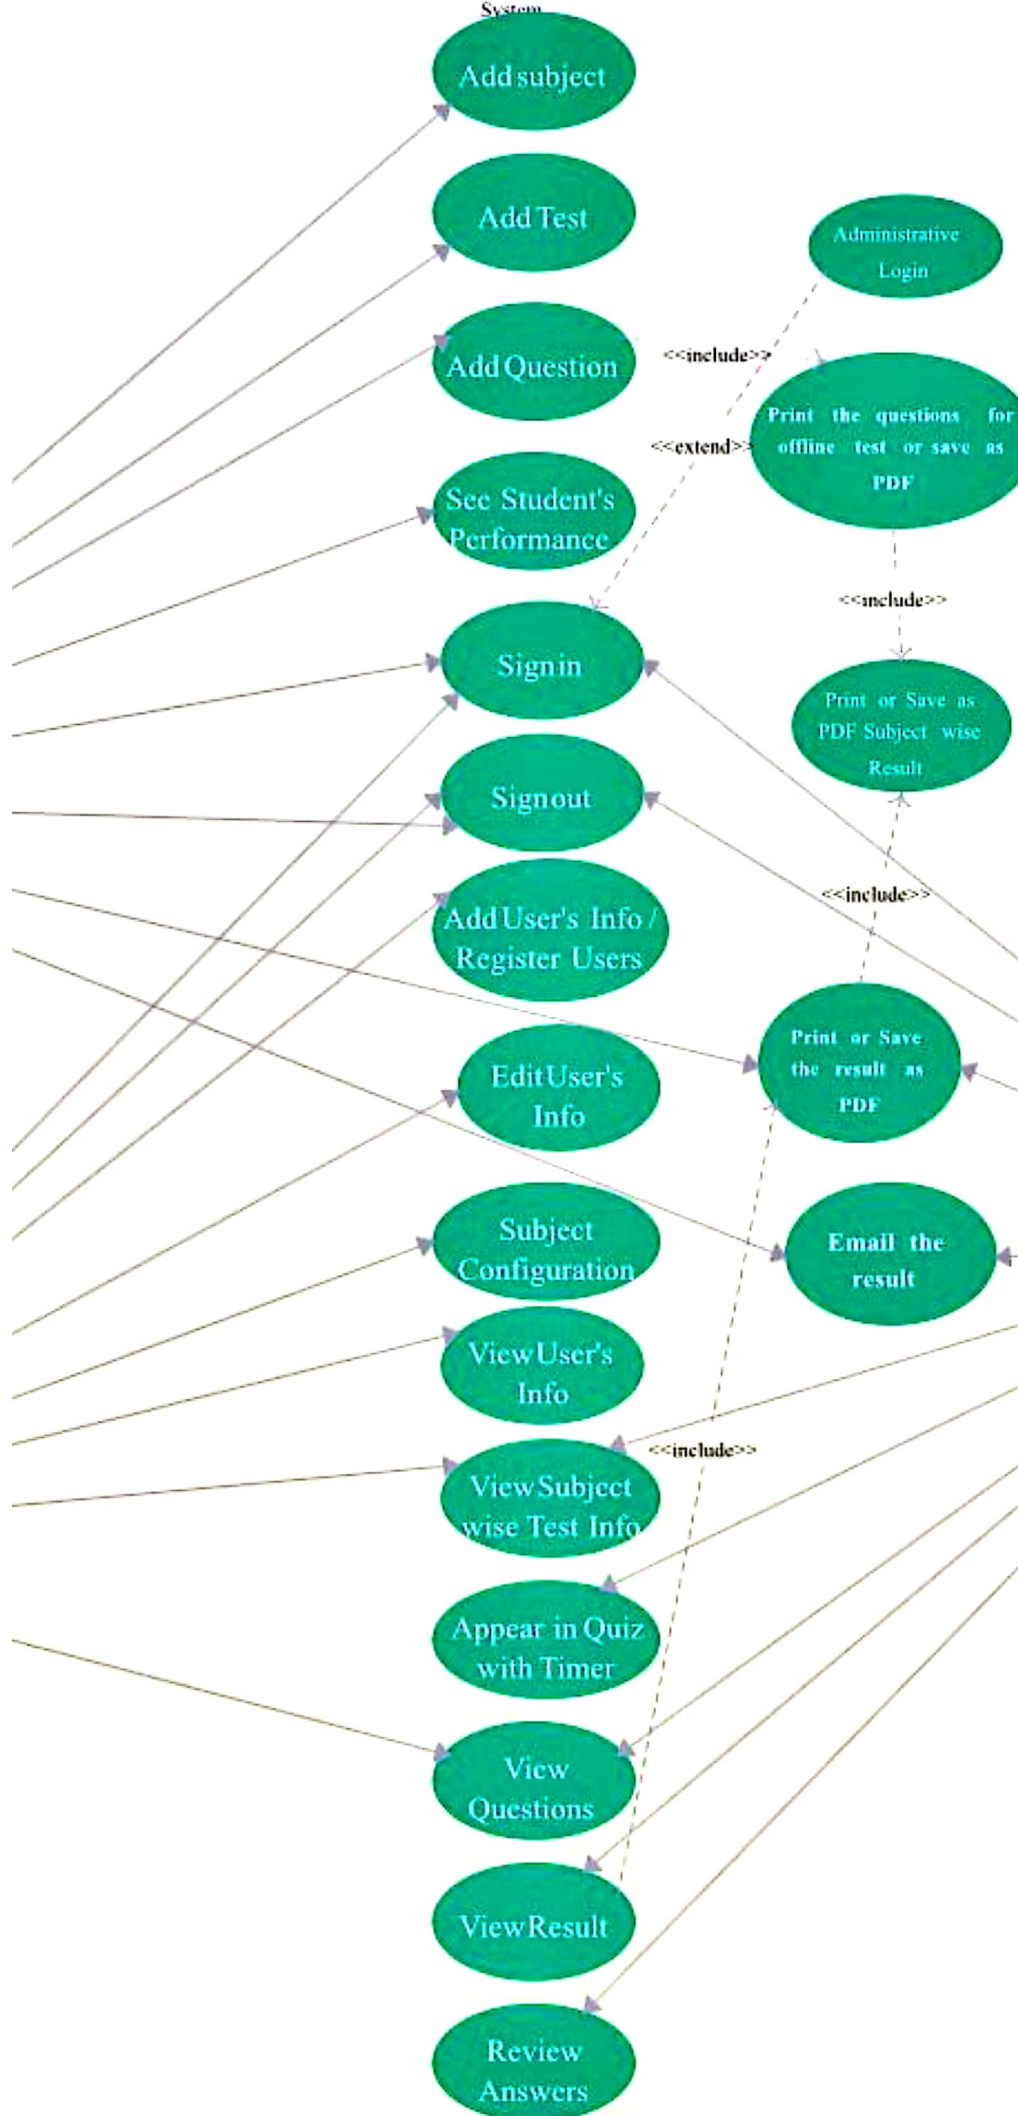 System
Add subject
Add Test
Administrative
Login
Add Question
<<include>>
Print the questions for
offline test or save as
PDF
<<extend>>
See Student's
Performance
<<include>>
Signin
Print or Save as
PDF Subject wise
Result
Signout
<<include>>
Add User's Info /
Register Users
Print or Save
the result as
PDF
Edit User's
Info
Subject
Configuration
Email the
result
View User's
Info
<<include>>
View Subject
wise Test Info
Appear in Quiz
with Timer
View
Questions
View Result
Review
Answers